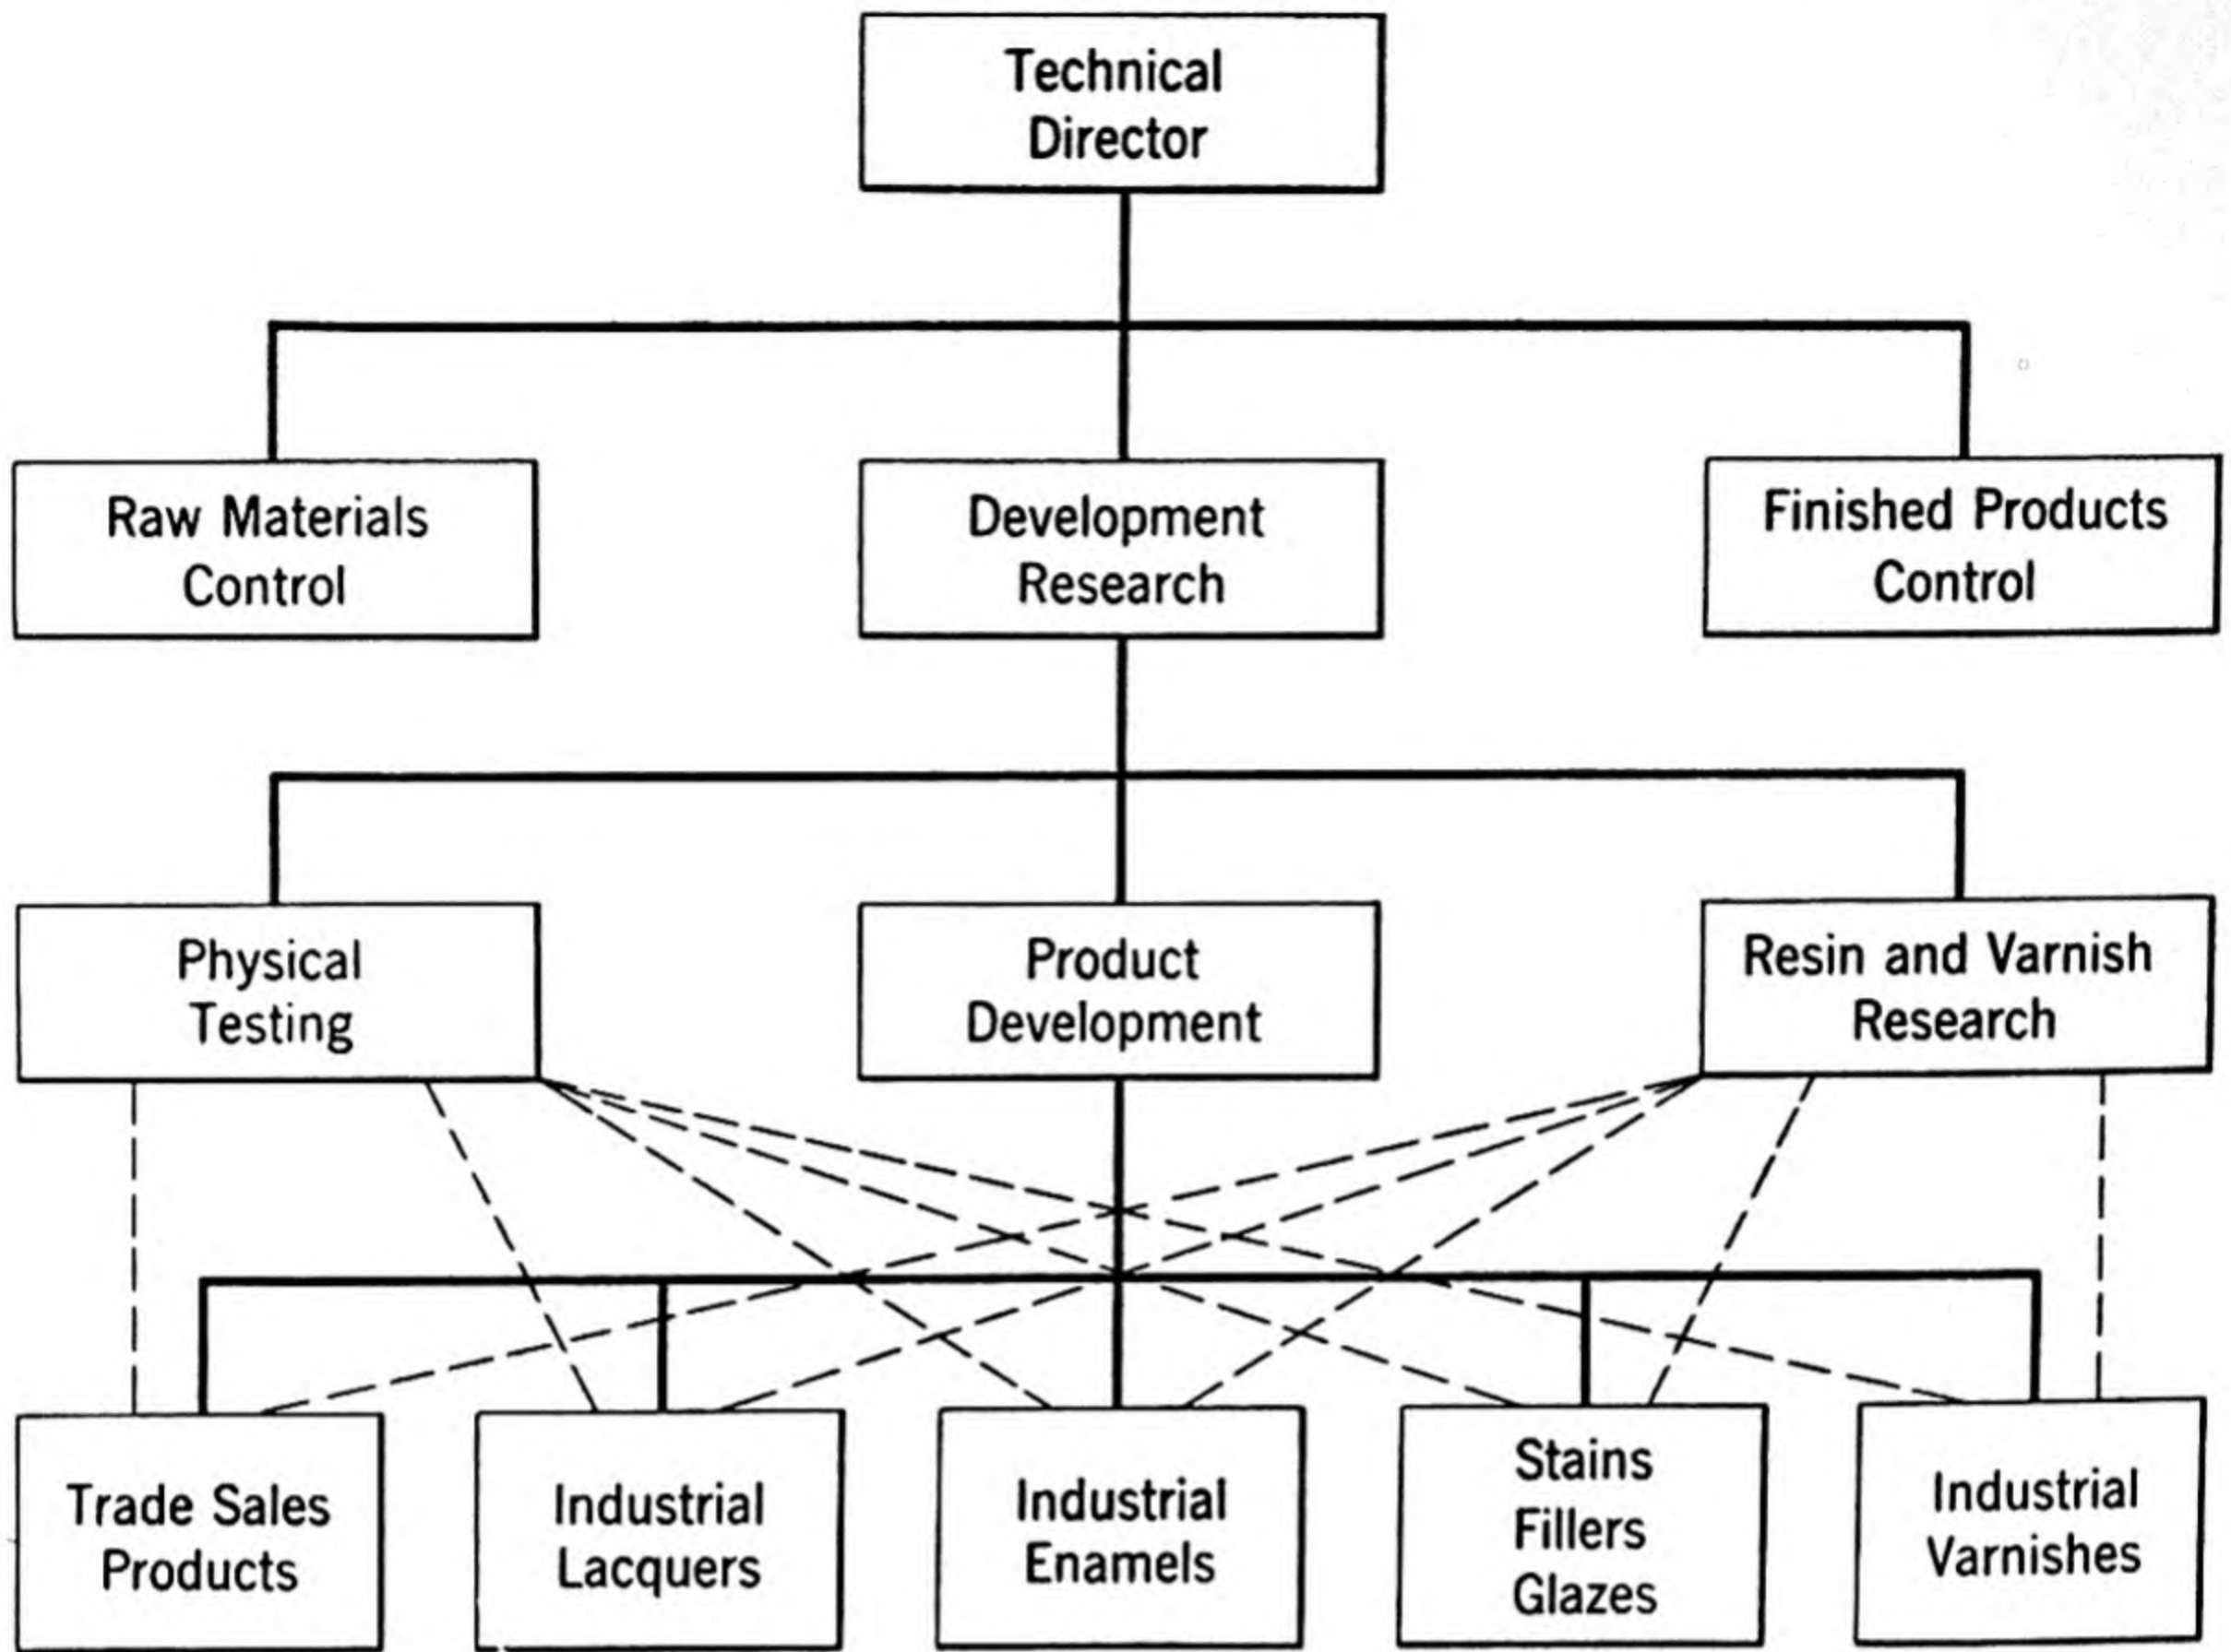 Technical
Director
Raw Materials
Control
Development
Research
Finished Products
Control
Physical
Testing
Product
Development
Resin and Varnish
Research
Trade Sales
Products
Industrial
Lacquers
Industrial
Enamels
Stains
Fillers
Glazes
Industrial
Varnishes